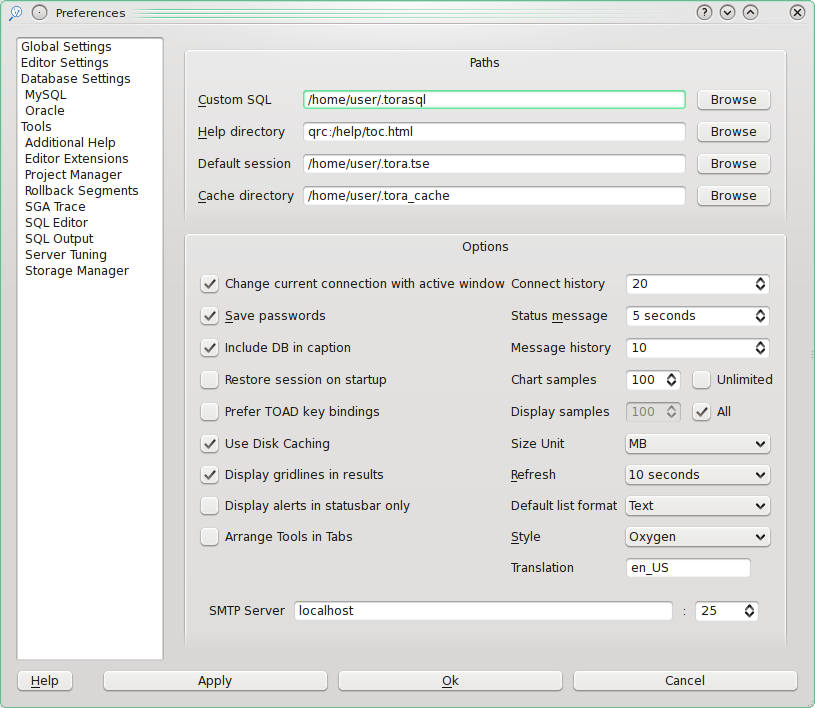 Preferences
Global Settings
Editor Settings
Database Settings
MySQL
Oracle
Tools
Additional Help
Editor Extensions
Project Manager
Rollback Segments
SGA Trace
SQL Editor
SQL Output
Server Tuning
Storage Manager
Paths
Custom SQL /home/user/.torasql Browse
Help directory qrc:/help/toc.html Browse
Default session /home/user/.tora.tse Browse
Cache directory /home/user/.tora_cache Browse
Options
Change current connection with active window Connect history 20
Save passwords Status message 5 seconds
Include DB in caption Message history 10
Restore session on startup Chart samples 100 Unlimited
Prefer TOAD key bindings Display samples 100 All
Use Disk Caching Size Unit MB
Display gridlines in results Refresh 10 seconds
Display alerts in statusbar only Default list format Text
Arrange Tools in Tabs Style Oxygen
Translation en_US
SMTP Server localhost : 25
Help Apply Ok Cancel